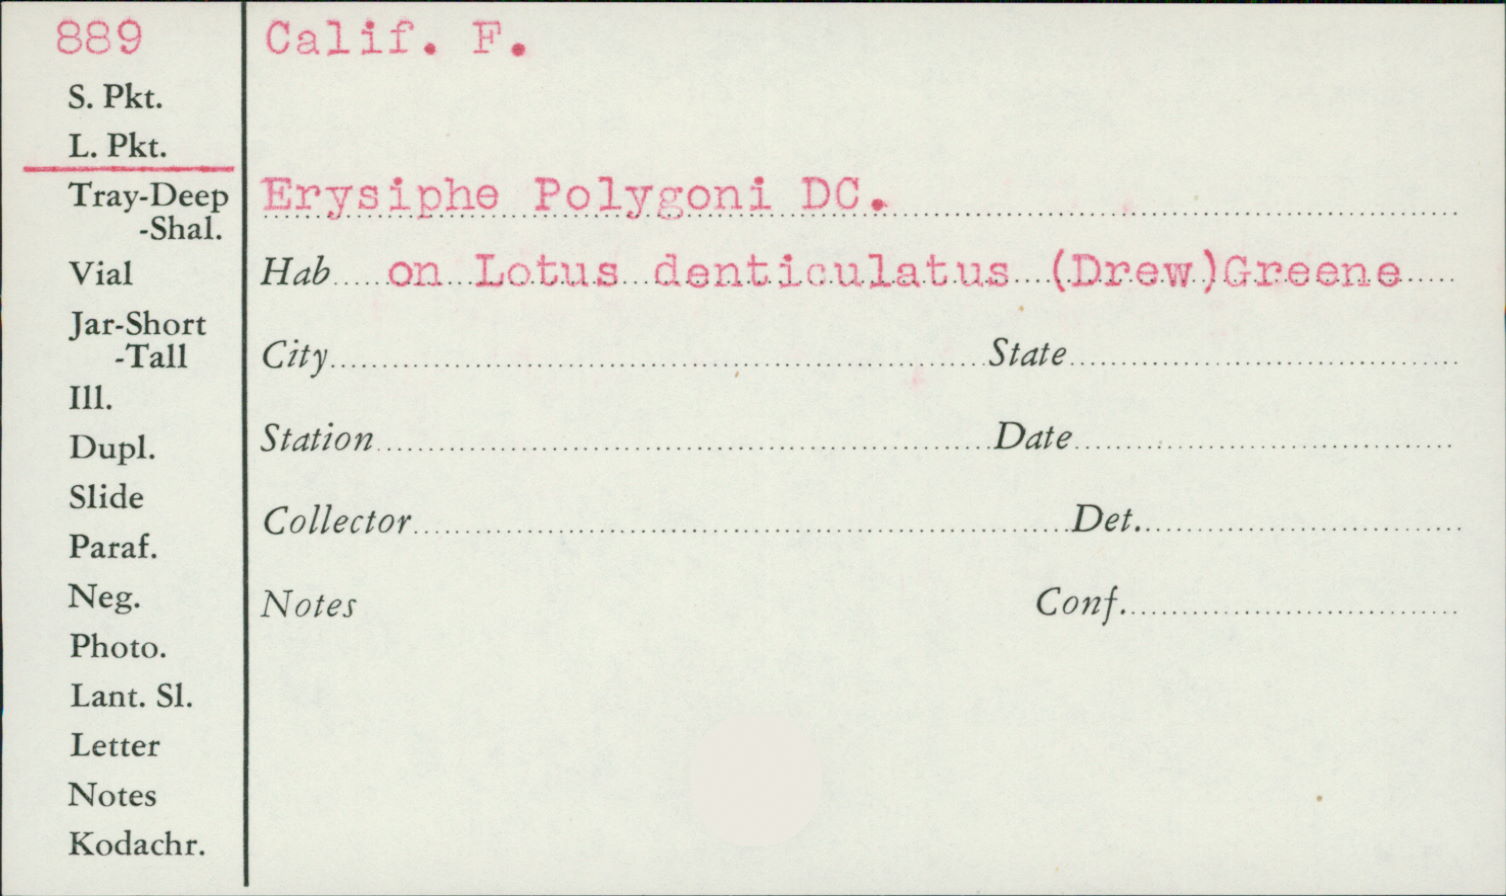 889
Calif. F.
S. Pkt.
L. Pkt.
Tray-Deep
-Shal.
Vial
Jar-Short
-Tall
Ill.
Dupl.
Slide
Paraf.
Neg.
Photo.
Lant. Sl.
Letter
Notes
Kodachr.
Erysiphe Polygoni DC.
Hab on Lotus denticulatus (Drew)Greene
City State
Station Date
Collector Det.
Notes Conf.